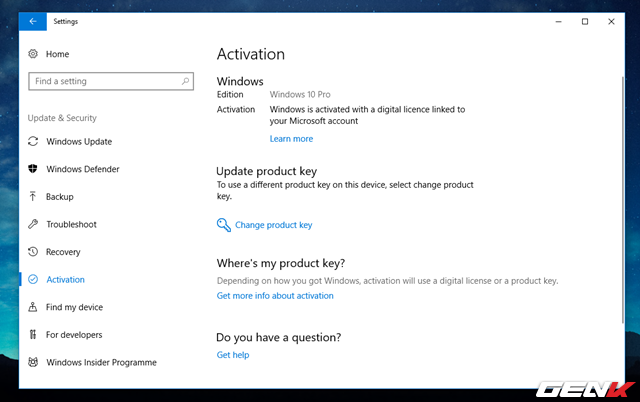 Settings
Home
Find a setting
Update & Security
Windows Update
Windows Defender
Backup
Troubleshoot
Recovery
Activation
Find my device
For developers
Windows Insider Programme
Activation
Windows
Edition Windows 10 Pro
Activation Windows is activated with a digital licence linked to
your Microsoft account
Learn more
Update product key
To use a different product key on this device, select change product
key.
Change product key
Where's my product key?
Depending on how you got Windows, activation will use a digital license or a product key.
Get more info about activation
Do you have a question?
Get help
GENK